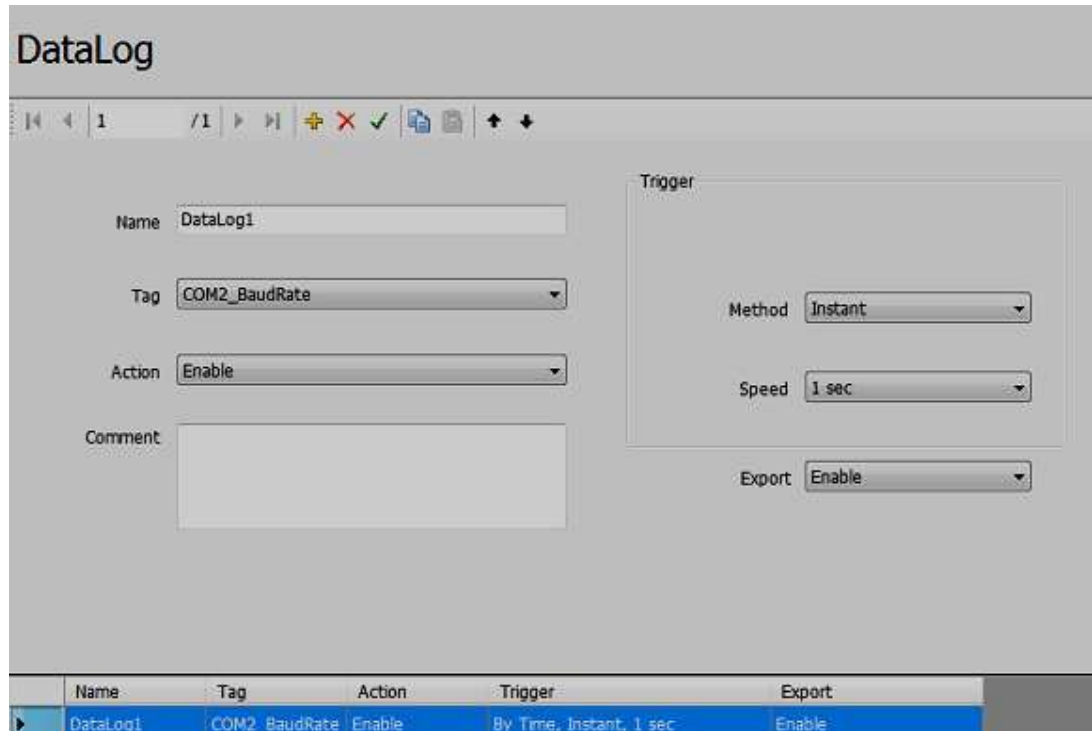 DataLog
1 /1
Trigger
Name DataLog1
Tag COM2_BaudRate
Method Instant
Action Enable
Speed 1 sec
Comment
Export Enable
Name Tag Action Trigger Export
DataLog1 COM2_BaudRate Enable By Time, Instant, 1 sec Enable